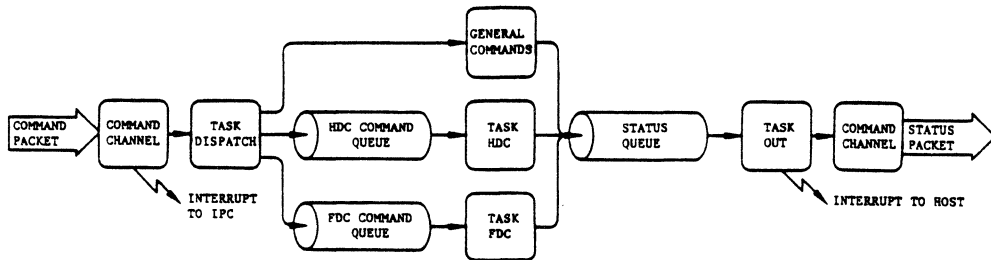 GENERAL
COMMANDS
COMMAND
PACKET
COMMAND
CHANNEL
TASK
DISPATCH
HDC COMMAND
QUEUE
TASK
HDC
STATUS
QUEUE
TASK
OUT
COMMAND
CHANNEL
STATUS
PACKET
INTERRUPT
TO IPC
FDC COMMAND
QUEUE
TASK
FDC
INTERRUPT TO HOST